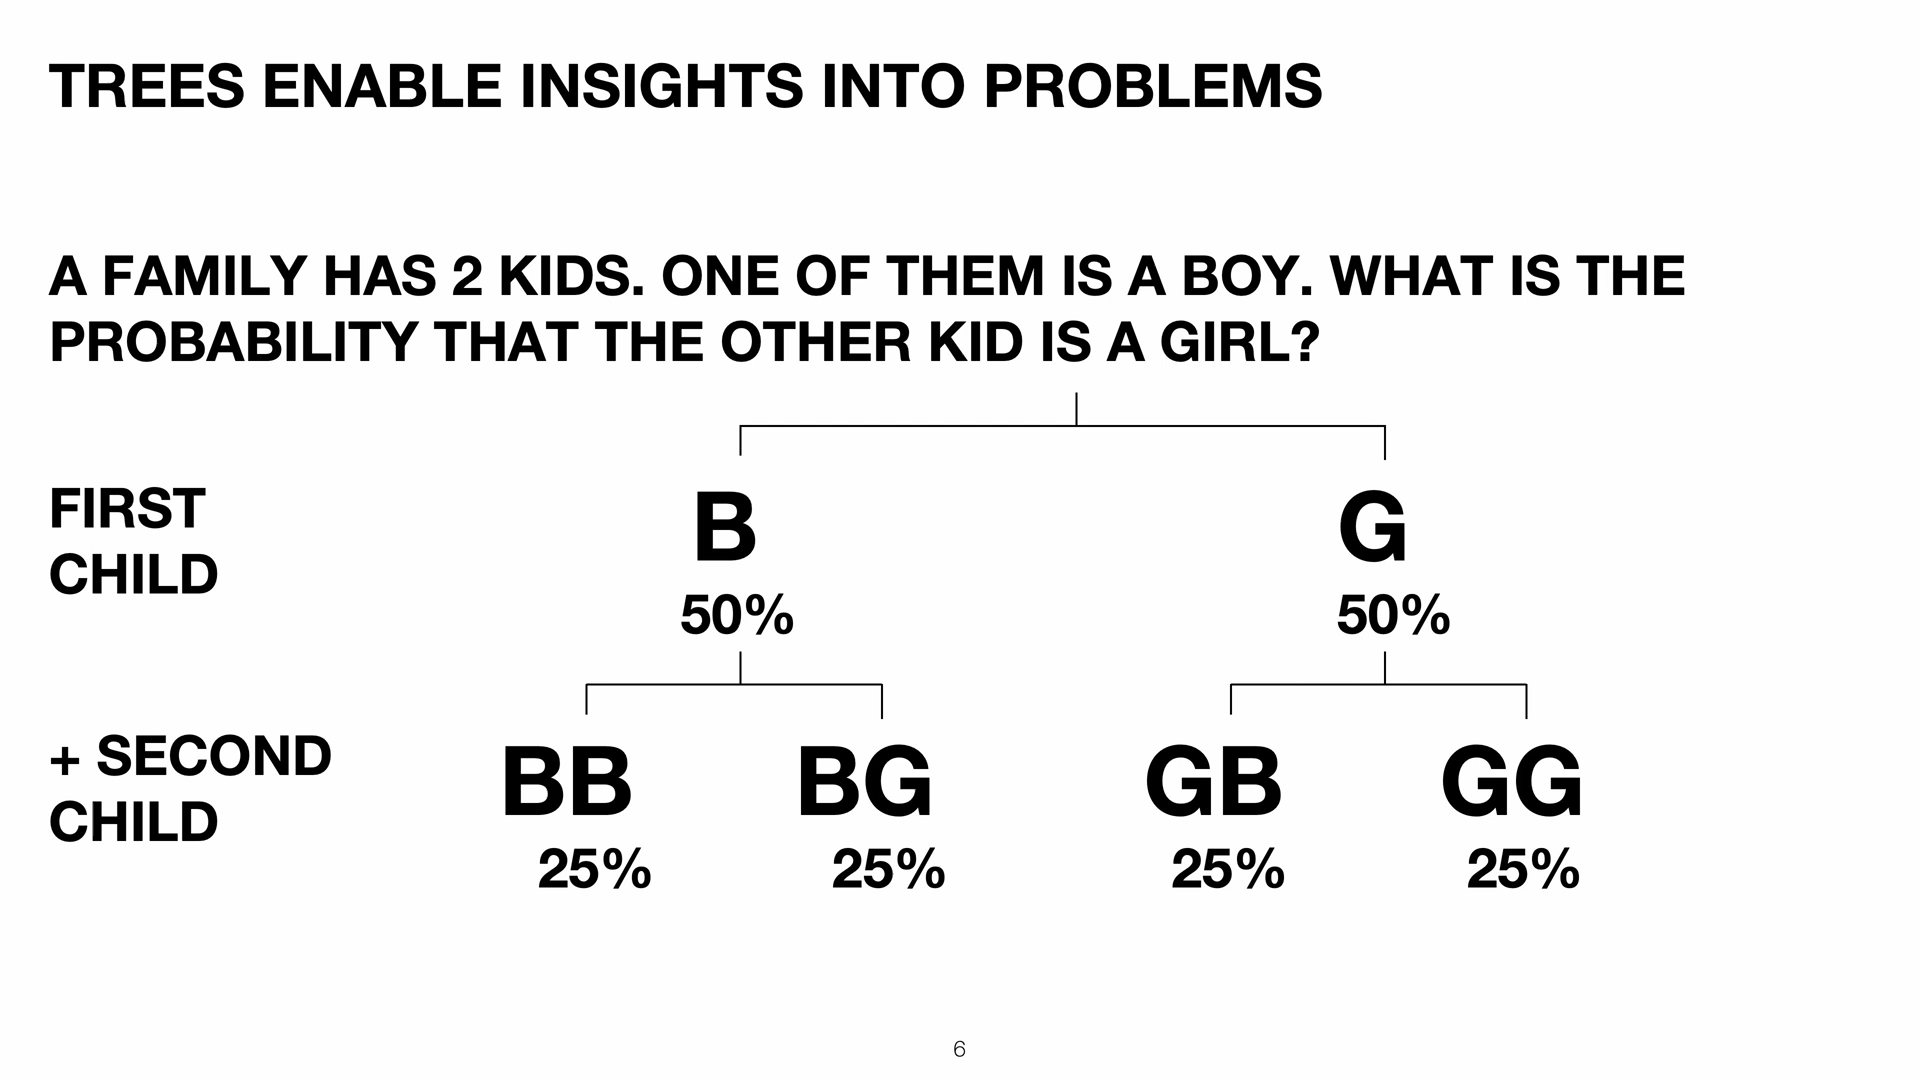 TREES ENABLE INSIGHTS INTO PROBLEMS
A FAMILY HAS 2 KIDS. ONE OF THEM IS A BOY. WHAT IS THE
PROBABILITY THAT THE OTHER KID IS A GIRL?
FIRST
CHILD
B
G
50%
50%
+ SECOND
CHILD
BB
BG
GB
GG
25%
25%
25%
25%
6